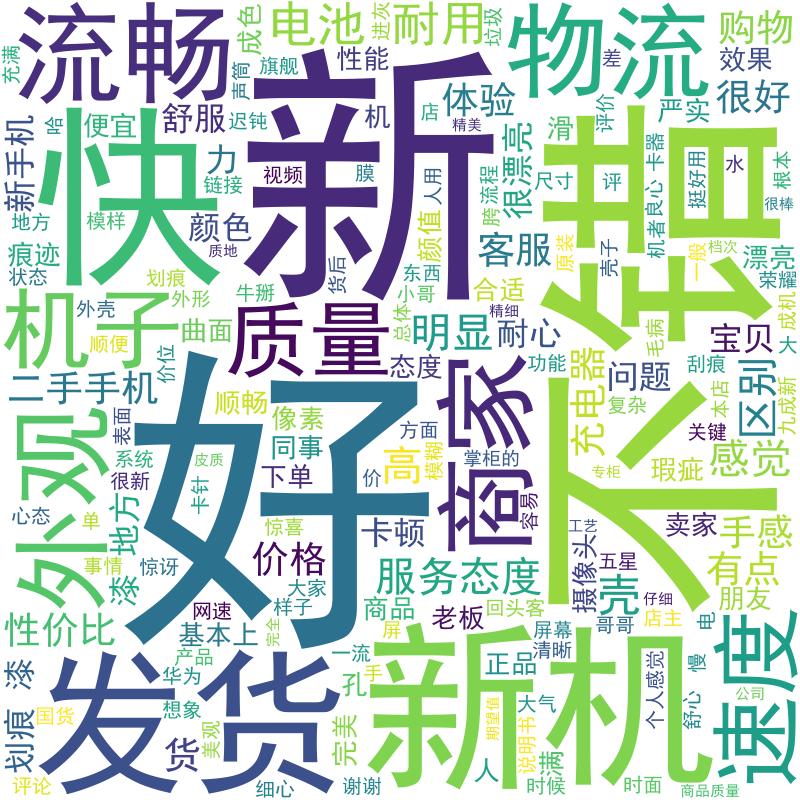 充满
流畅
成色
电池
进灰
耐用
垃圾
物流
购物
声筒
旗舰
性能
差
效果
哈
便宜
舒服
迟钝
机
店
体验
滑
评价
严实
很好
新手机
快
力
链接
视频
新
膜
精美
人用
胯流程
很漂亮
尺寸
评
机者良心
卡器
挺好用
水
根本
地方
模样
颜色
质地
颜值
客服
原装
壳子
不错
一般
档次
很棒
漂亮
荣耀
痕迹
状态
划痕
外形
牛掰
货后
东西
合适
机子
外壳
顺便
曲面
价位
质量
总体
小哥
明显
精细
耐心
态度
功能
毛病
宝贝
大
成机
二手手机
顺畅
像素
同事
方面
商家
充电器
问题
复杂
刮痕
本店
区别
关键
九成新
外观
表面
系统
皮质
很新
卡针
好
下单
价
高
模糊
掌柜的
容易
专柜
瑕疵
感觉
心态
单
地方
漆
事情
惊讶
惊喜
价格
卡顿
工艺
五星
摄像头
卖家
手感
大家
服务态度
壳
仔细
有点
网速
样子
商品
老板
回头客
店主
朋友
性价比
基本上
完全
屏
屏幕
清晰
哥哥
电
速度
漆
产品
一流
新机
正品
个人感觉
慢
划痕
国货
发货
华为
想象
美观
孔
手
大气
期望值
说明书
舒心
公司
货
完美
人
满
评论
细心
谢谢
时候
时面
商品质量